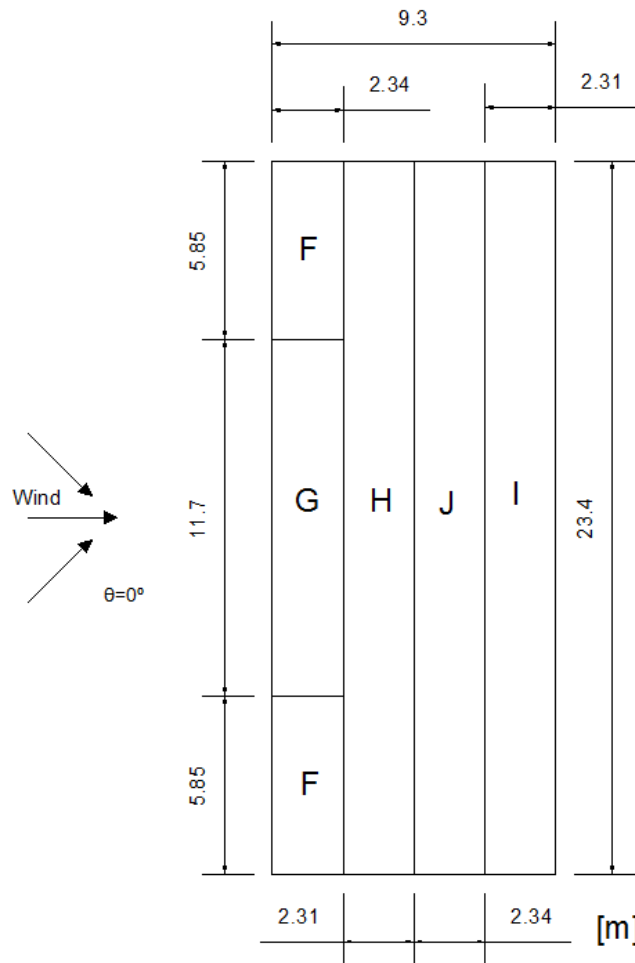 9.3
2.34
2.31
5.85
F
Wind
θ=0º
11.7
G
H
J
I
23.4
5.85
F
2.31
2.34
[m]